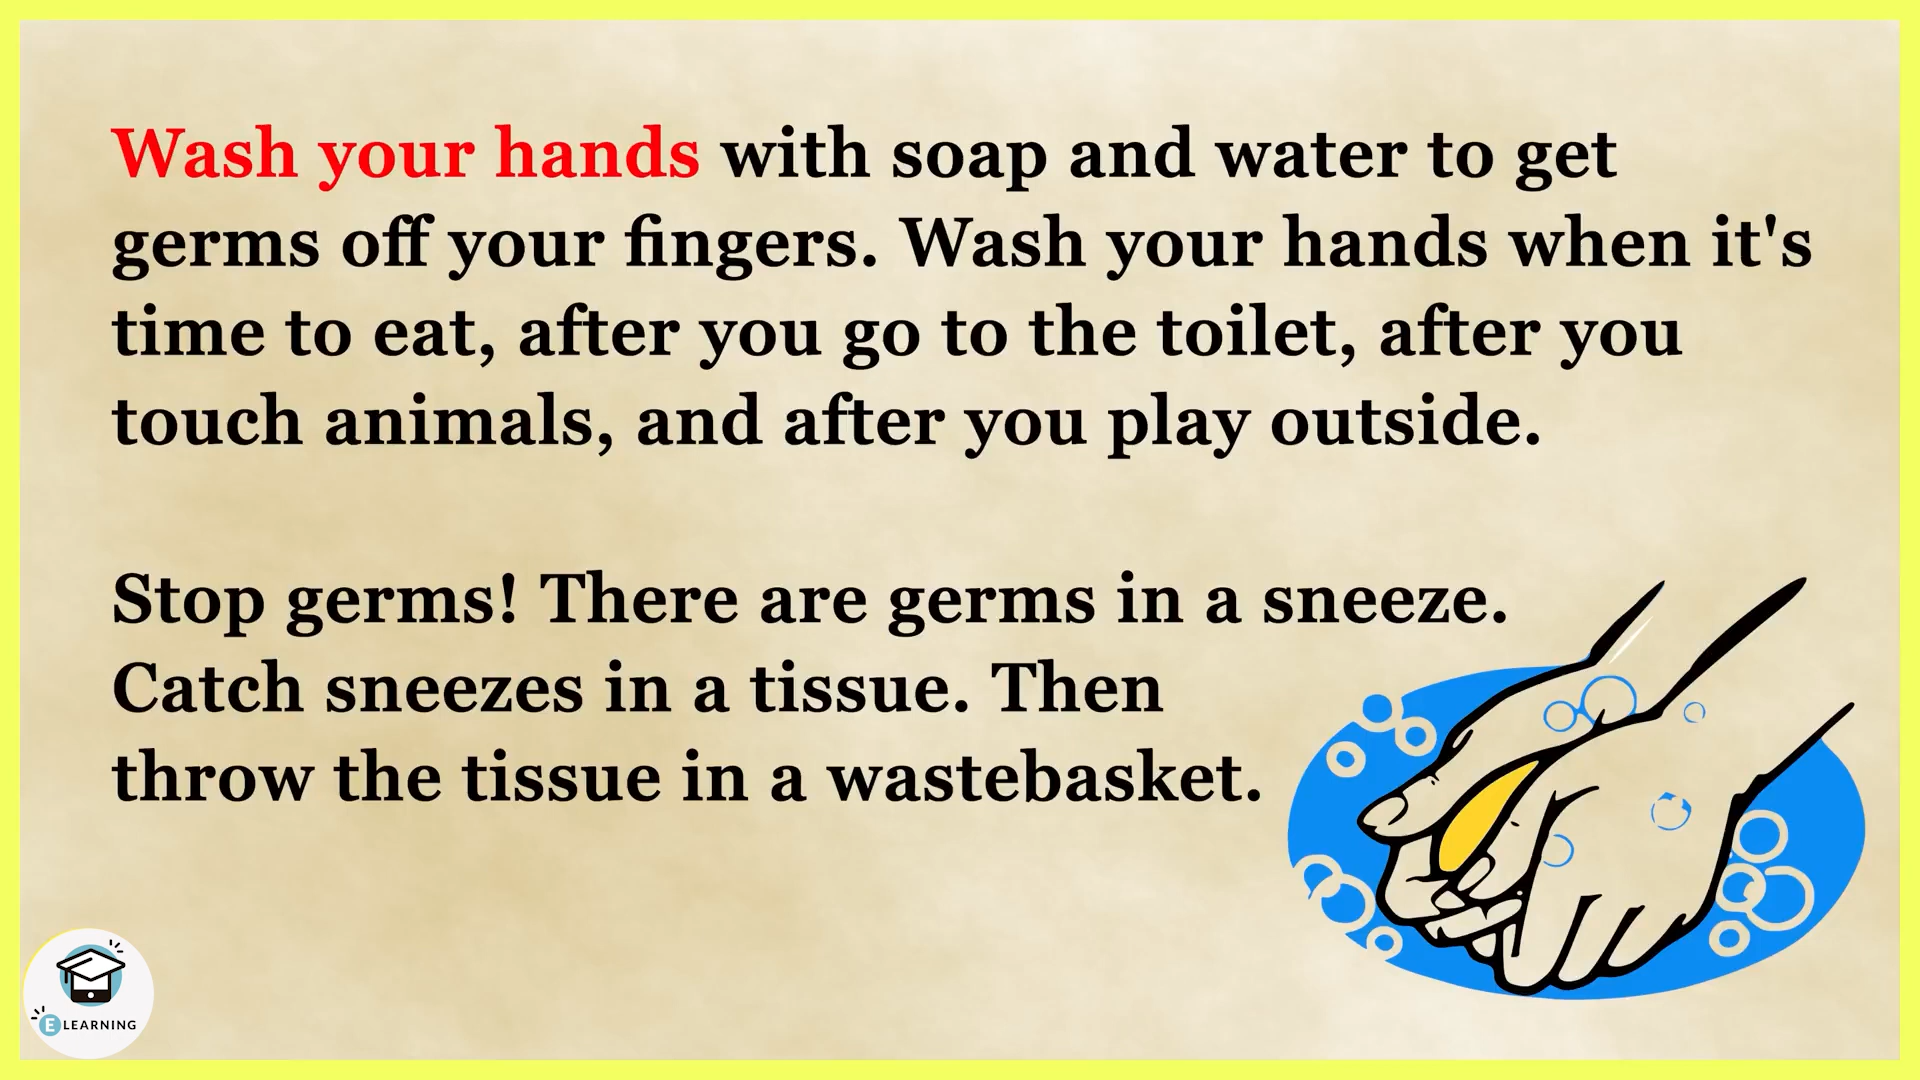 Wash your hands with soap and water to get
germs off your fingers. Wash your hands when it's
time to eat, after you go to the toilet, after you
touch animals, and after you play outside.
Stop germs! There are germs in a sneeze.
Catch sneezes in a tissue. Then
throw the tissue in a wastebasket.
E LEARNING